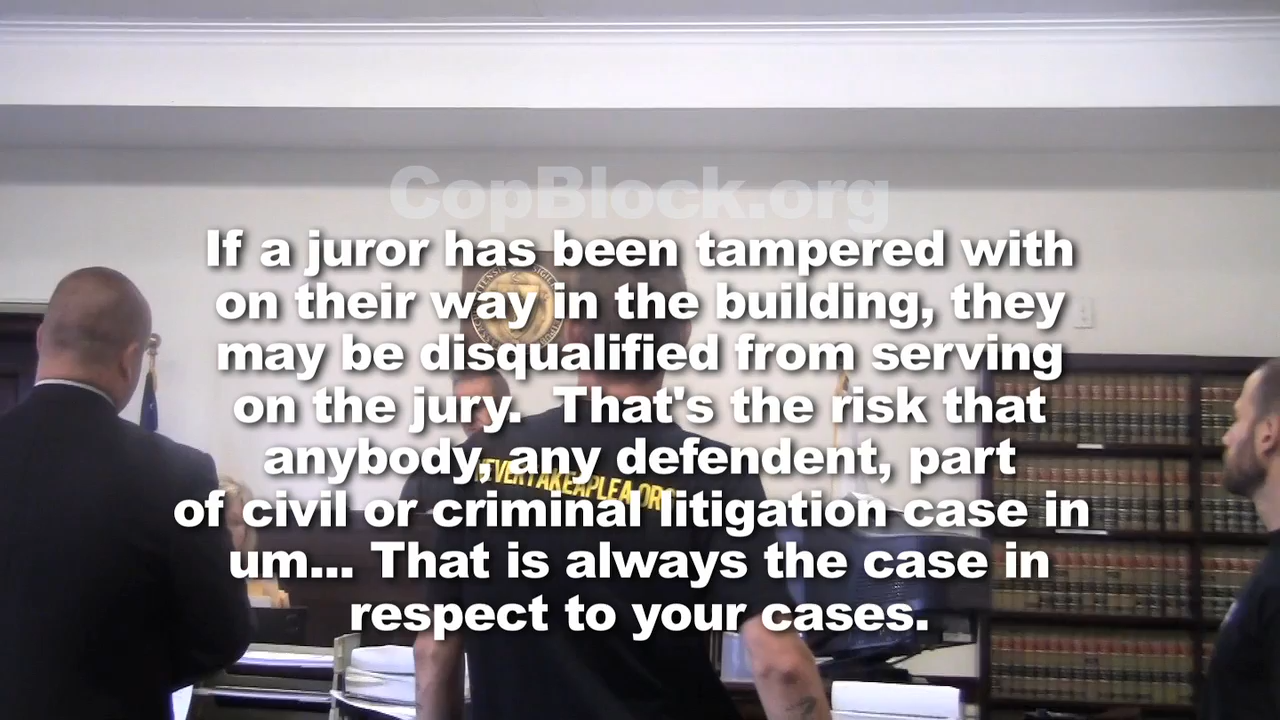 CopBlock.org
If a juror has been tampered with
on their way in the building, they
may be disqualified from serving
on the jury.  That's the risk that
anybody, any defendent, part
of civil or criminal litigation case in
um... That is always the case in
respect to your cases.
NEVERTAKEAPLEA.ORG